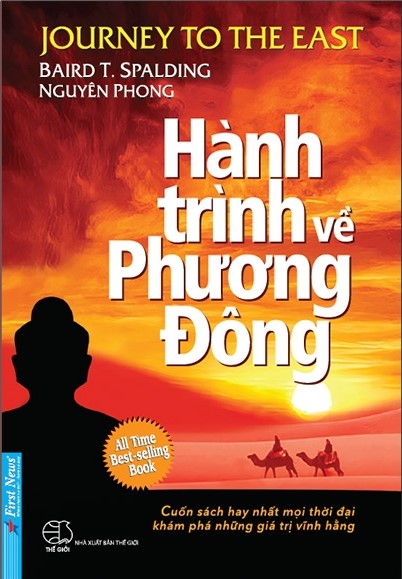 JOURNEY TO THE EAST
BAIRD T. SPALDING
NGUYÊN PHONG
Hành
trình về
Phương
Đông
All Time
Best-selling
Book
Cuốn sách hay nhất mọi thời đại
khám phá những giá trị vĩnh hằng
First News
THẾ GIỚI
NHÀ XUẤT BẢN THẾ GIỚI